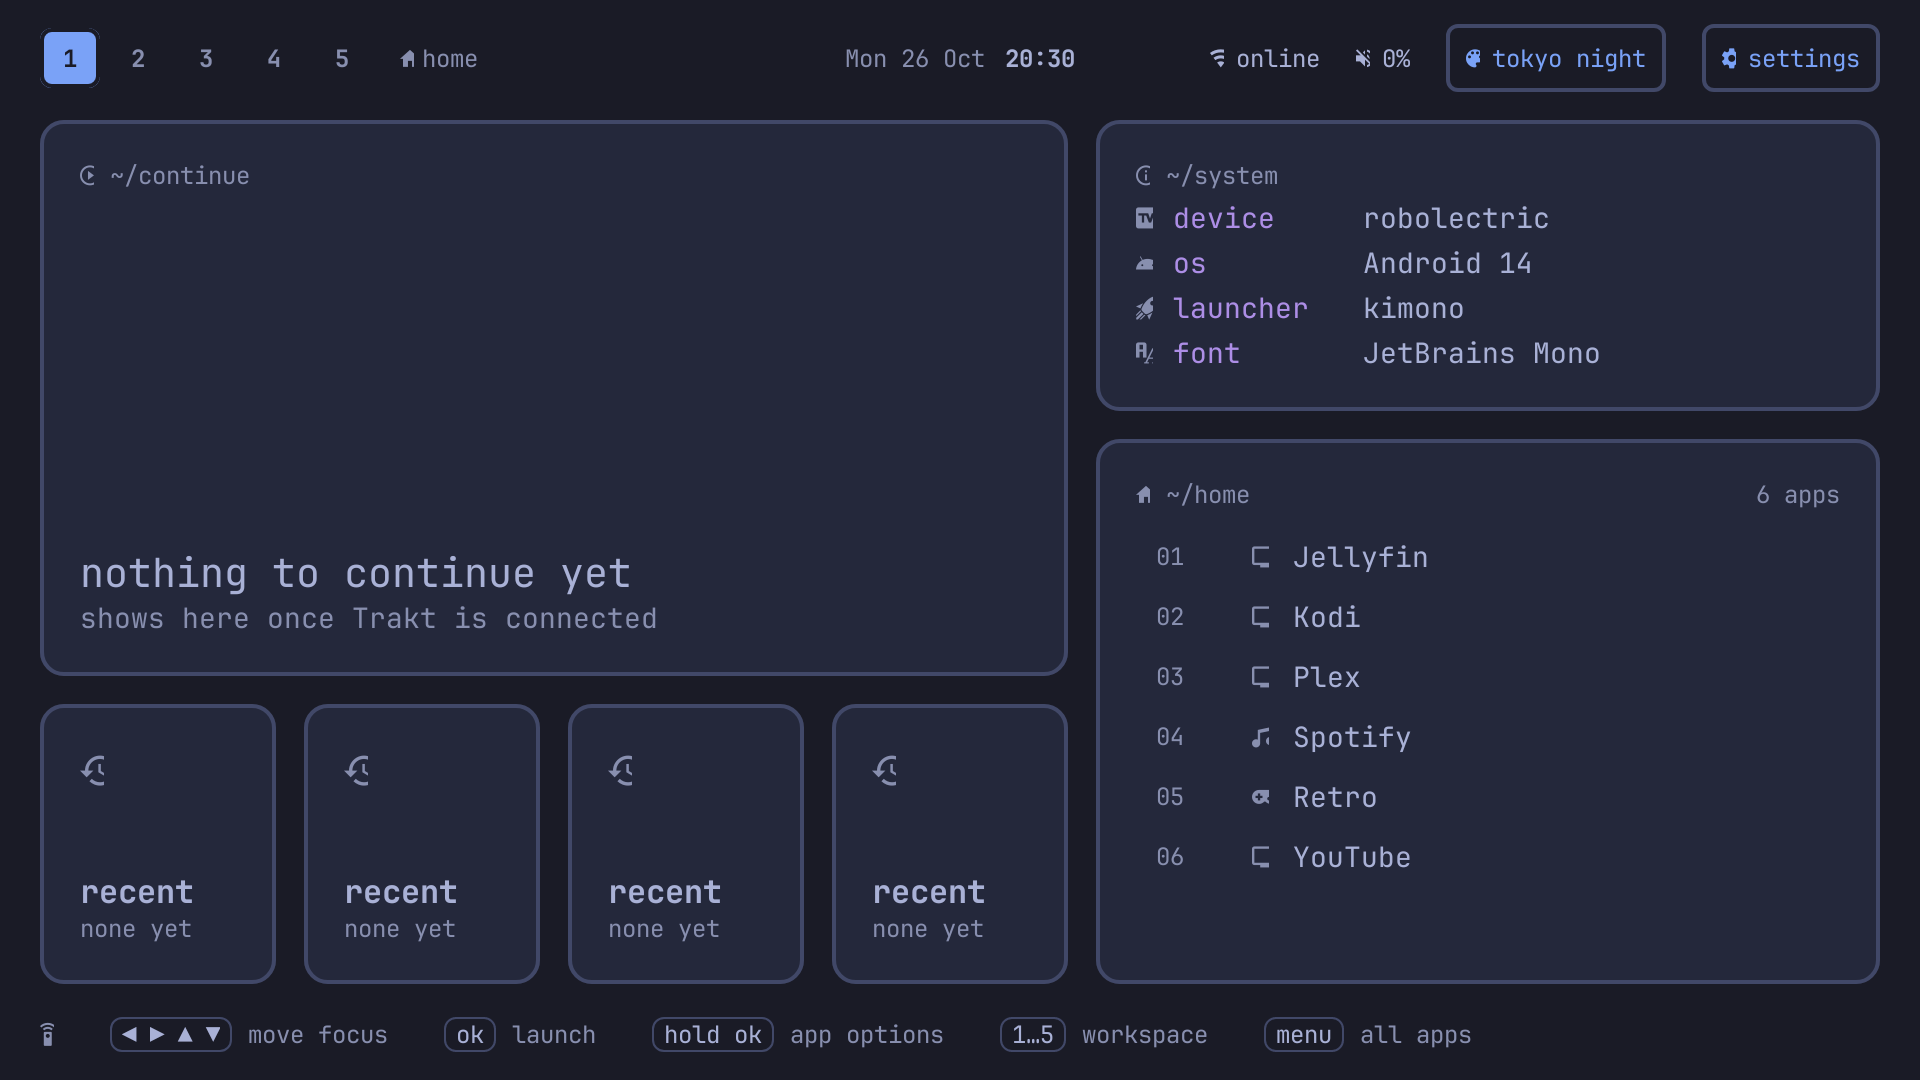 1 2 3 4 5 home Mon 26 Oct 20:30 online 0% tokyo night settings
~/continue
nothing to continue yet
shows here once Trakt is connected
recent
none yet
recent
none yet
recent
none yet
recent
none yet
~/system
device robolectric
os Android 14
launcher kimono
font JetBrains Mono
~/home 6 apps
01 Jellyfin
02 Kodi
03 Plex
04 Spotify
05 Retro
06 YouTube
◀ ▶ ▲ ▼ move focus ok launch hold ok app options 1…5 workspace menu all apps